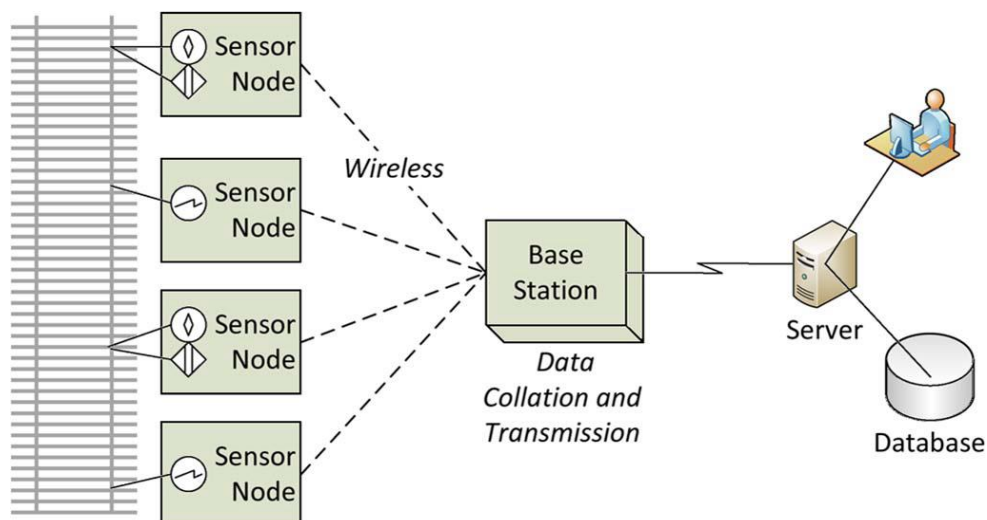 Sensor
Node
Wireless
Sensor
Node
Base
Station
Sensor
Node
Server
Data
Collation and
Transmission
Database
Sensor
Node